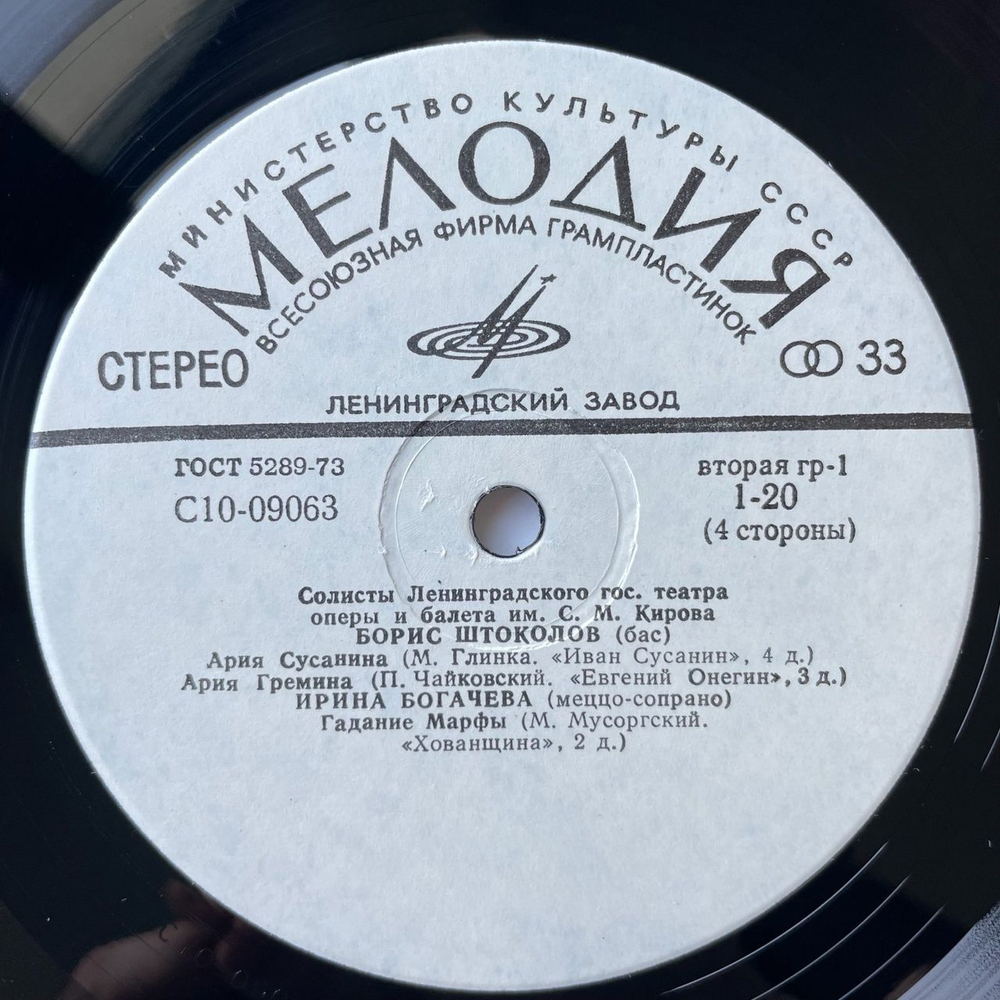 МИНИСТЕРСТВО КУЛЬТУРЫ СССР
МЕЛОДИЯ
ВСЕСОЮЗНАЯ ФИРМА ГРАМПЛАСТИНОК
СТЕРЕО
33
ЛЕНИНГРАДСКИЙ ЗАВОД
ГОСТ 5289-73
вторая гр-1
С10-09063
1-20
(4 стороны)
Солисты Ленинградского гос. театра
оперы и балета им. С. М. Кирова
БОРИС ШТОКОЛОВ (бас)
Ария Сусанина (М. Глинка. «Иван Сусанин», 4 д.)
Ария Гремина (П. Чайковский. «Евгений Онегин», 3 д.)
ИРИНА БОГАЧЕВА (меццо-сопрано)
Гадание Марфы (М. Мусоргский.
«Хованщина», 2 д.)